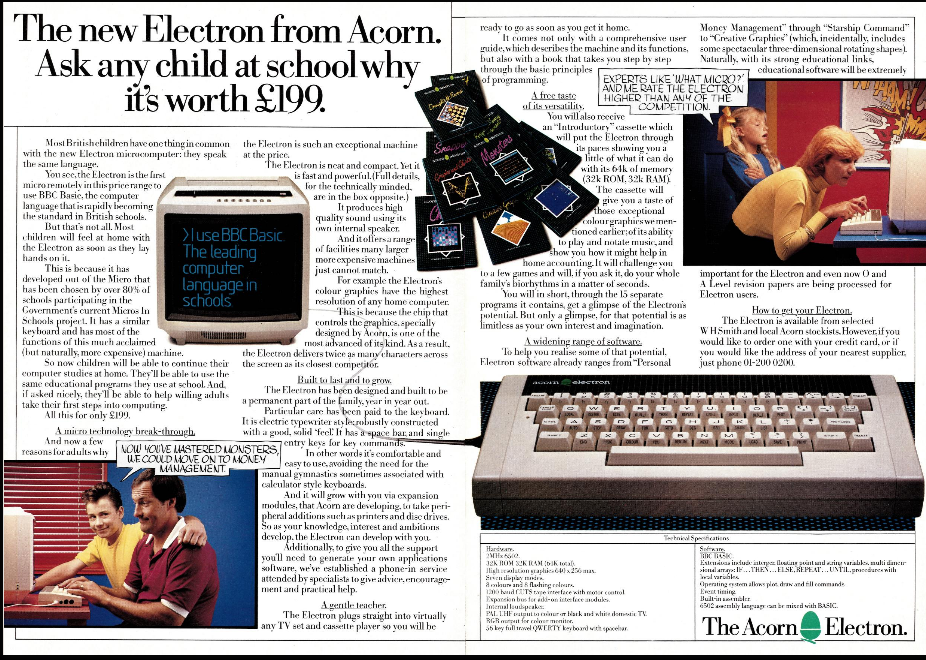 The new Electron from Acorn.
Ask any child at school why
it's worth £199.
Most British children have one thing in common
with the new Electron microcomputer: they speak
the same language.
You see, the Electron is the first
micro remotely in this price range to
use BBC Basic, the computer
language that is rapidly becoming
the standard in British schools.
But that's not all. Most
children will feel at home with
the Electron as soon as they lay
hands on it.
This is because it has
developed out of the Micro that
has been chosen by over 80% of
schools participating in the
Government's current Micros In
Schools project. It has a similar
keyboard and has most of the
functions of this much acclaimed
(but naturally, more expensive) machine.
So now children will be able to continue their
computer studies at home. They'll be able to use the
same educational programs they use at school. And,
if asked nicely, they'll be able to help willing adults
take their first steps into computing.
All this for only £199.
A micro technology break-through.
And now a few
reasons for adults why
NOW YOU'VE MASTERED MONSTERS,
WE COULD MOVE ON TO MONEY
MANAGEMENT.
>I use BBC Basic
The leading
computer
language in
schools
the Electron is such an exceptional machine
at the price.
The Electron is neat and compact. Yet it
is fast and powerful. (Full details,
for the technically minded,
are in the box opposite.)
It produces high
quality sound using its
own internal speaker.
And it offers a range
of facilities many larger
more expensive machines
just cannot match.
For example the Electron's
colour graphics have the highest
resolution of any home computer.
This is because the chip that
controls the graphics, specially
designed by Acorn, is one of the
most advanced of its kind. As a result,
the Electron delivers twice as many characters across
the screen as its closest competitor.
Built to last and to grow.
The Electron has been designed and built to be
a permanent part of the family, year in year out.
Particular care has been paid to the keyboard.
It is electric typewriter style, robustly constructed
with a good, solid 'feel'. It has a space bar and single
entry keys for key commands.
In other words it's comfortable and
easy to use, avoiding the need for the
manual gymnastics sometimes associated with
calculator style keyboards.
And it will grow with you via expansion
modules, that Acorn are developing, to take peri-
pheral additions such as printers and disc drives.
So as your knowledge, interest and ambitions
develop, the Electron can develop with you.
Additionally, to give you all the support
you'll need to generate your own applications
software, we've established a phone-in service
attended by specialists to give advice, encourage-
ment and practical help.
A gentle teacher.
The Electron plugs straight into virtually
any TV set and cassette player so you will be
ready to go as soon as you get it home.
It comes not only with a comprehensive user
guide, which describes the machine and its functions,
but also with a book that takes you step by step
through the basic principles
of programming.
A free taste
of its versatility.
You will also receive
an "Introductory" cassette which
will put the Electron through
its paces showing you a
little of what it can do
with its 64k of memory
(32k ROM, 32k RAM).
The cassette will
give you a taste of
those exceptional
colour graphics we men-
tioned earlier; of its ability
to play and notate music, and
show you how it might help in
home accounting. It will challenge you
to a few games and will, if you ask it, do your whole
family's biorhythms in a matter of seconds.
You will in short, through the 15 separate
programs it contains, get a glimpse of the Electron's
potential. But only a glimpse, for that potential is as
limitless as your own interest and imagination.
A widening range of software.
To help you realise some of that potential,
Electron software already ranges from "Personal
EXPERTS LIKE 'WHAT MICRO?'
AND ME RATE THE ELECTRON
HIGHER THAN ANY OF THE
COMPETITION.
Money Management" through "Starship Command"
to "Creative Graphics" (which, incidentally, includes
some spectacular three-dimensional rotating shapes).
Naturally, with its strong educational links,
educational software will be extremely
important for the Electron and even now O and
A Level revision papers are being processed for
Electron users.
How to get your Electron.
The Electron is available from selected
W H Smith and local Acorn stockists. However, if you
would like to order one with your credit card, or if
you would like the address of your nearest supplier,
just phone 01-200 0200.
acorn electron
Technical Specifications
Hardware.
2MHz 6502.
32K ROM 32K RAM (64K total).
High resolution graphics 640 x 256 max.
Seven display modes.
8 colours and 8 flashing colours.
1200 baud CUTS tape interface with motor control.
Expansion bus for add-on interface modules.
Internal loudspeaker.
PAL UHF output to colour or black and white domestic TV.
RGB output for colour monitor.
56 key full travel QWERTY keyboard with spacebar.
Software.
BBC BASIC.
Extensions include integer, floating point and string variables, multi dimen-
sional arrays; IF...THEN...ELSE, REPEAT...UNTIL, procedures with
local variables.
Operating system allows plot, draw and fill commands.
Event timing.
Built-in assembler.
6502 assembly language can be mixed with BASIC.
The Acorn Electron.